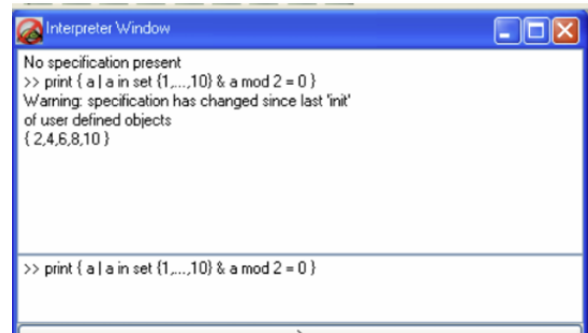 Interpreter Window
No specification present
>> print { a | a in set {1,...,10} & a mod 2 = 0 }
Warning: specification has changed since last 'init'
of user defined objects
{ 2,4,6,8,10 }
>> print { a | a in set {1,...,10} & a mod 2 = 0 }